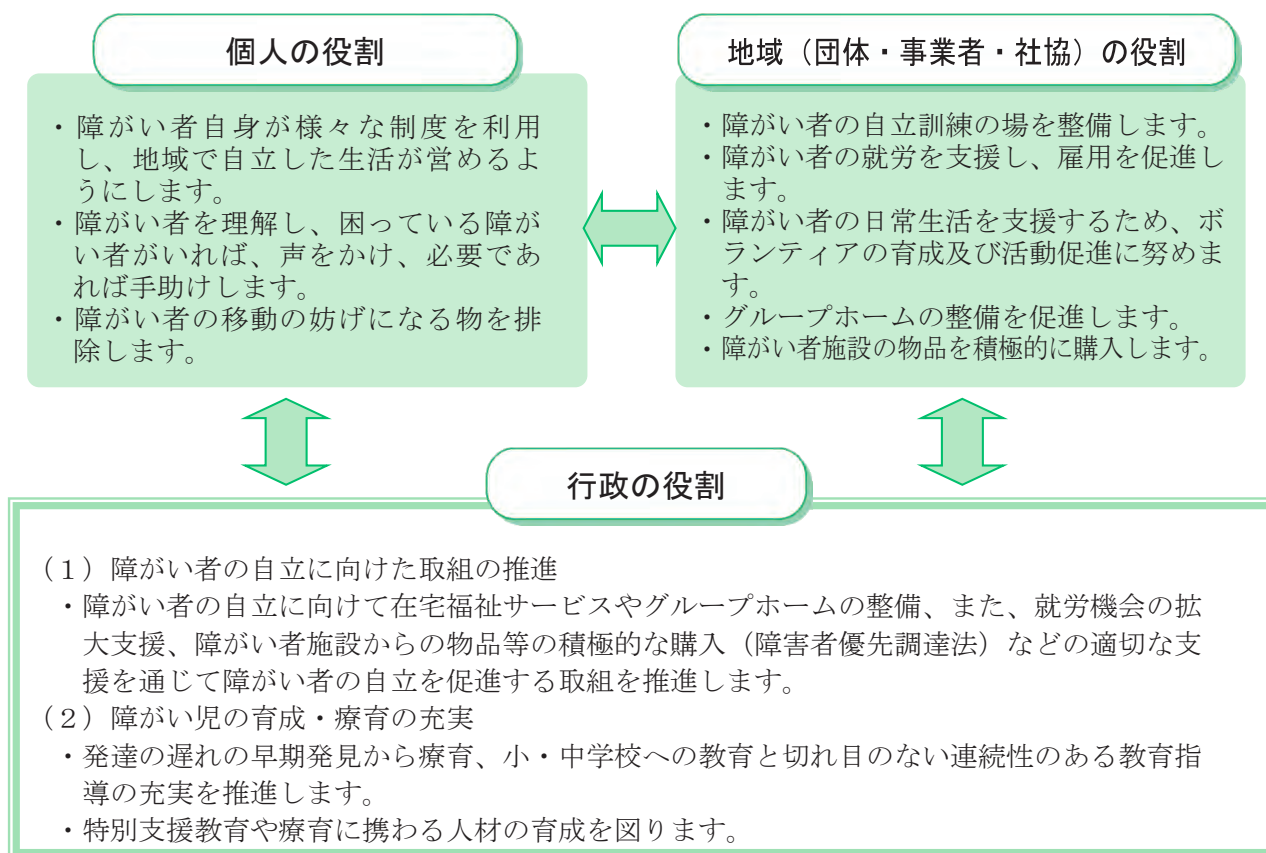 個人の役割
・障がい者自身が様々な制度を利用
し、地域で自立した生活が営めるよ
うにします。
・障がい者を理解し、困っている障が
い者がいれば、声をかけ、必要であ
れば手助けします。
・障がい者の移動の妨げになる物を排
除します。
地域（団体・事業者・社協）の役割
・障がい者の自立訓練の場を整備します。
・障がい者の就労を支援し、雇用を促進し
ます。
・障がい者の日常生活を支援するため、ボ
ランティアの育成及び活動促進に努めま
す。
・グループホームの整備を促進します。
・障がい者施設の物品を積極的に購入します。
行政の役割
（１）障がい者の自立に向けた取組の推進
・障がい者の自立に向けて在宅福祉サービスやグループホームの整備、また、就労機会の拡
大支援、障がい者施設からの物品等の積極的な購入（障害者優先調達法）などの適切な支
援を通じて障がい者の自立を促進する取組を推進します。
（２）障がい児の育成・療育の充実
・発達の遅れの早期発見から療育、小・中学校への教育と切れ目のない連続性のある教育指
導の充実を推進します。
・特別支援教育や療育に携わる人材の育成を図ります。